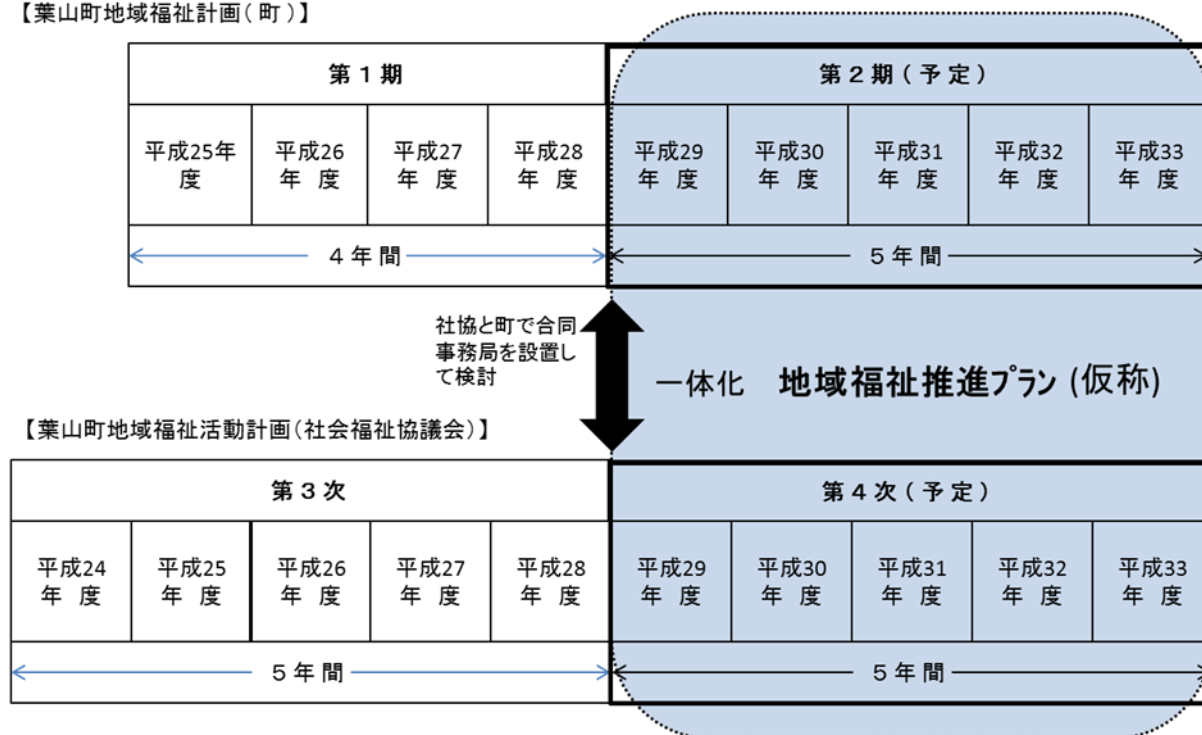 【葉山町地域福祉計画(町)】
第1期
第2期(予定)
平成25年
度
平成26
年 度
平成27
年 度
平成28
年 度
平成29
年 度
平成30
年 度
平成31
年 度
平成32
年 度
平成33
年 度
4年間
5年間
社協と町で合同
事務局を設置し
て検討
一体化 地域福祉推進プラン(仮称)
【葉山町地域福祉活動計画(社会福祉協議会)】
第3次
第4次(予定)
平成24
年 度
平成25
年 度
平成26
年 度
平成27
年 度
平成28
年 度
平成29
年 度
平成30
年 度
平成31
年 度
平成32
年 度
平成33
年 度
5年間
5年間